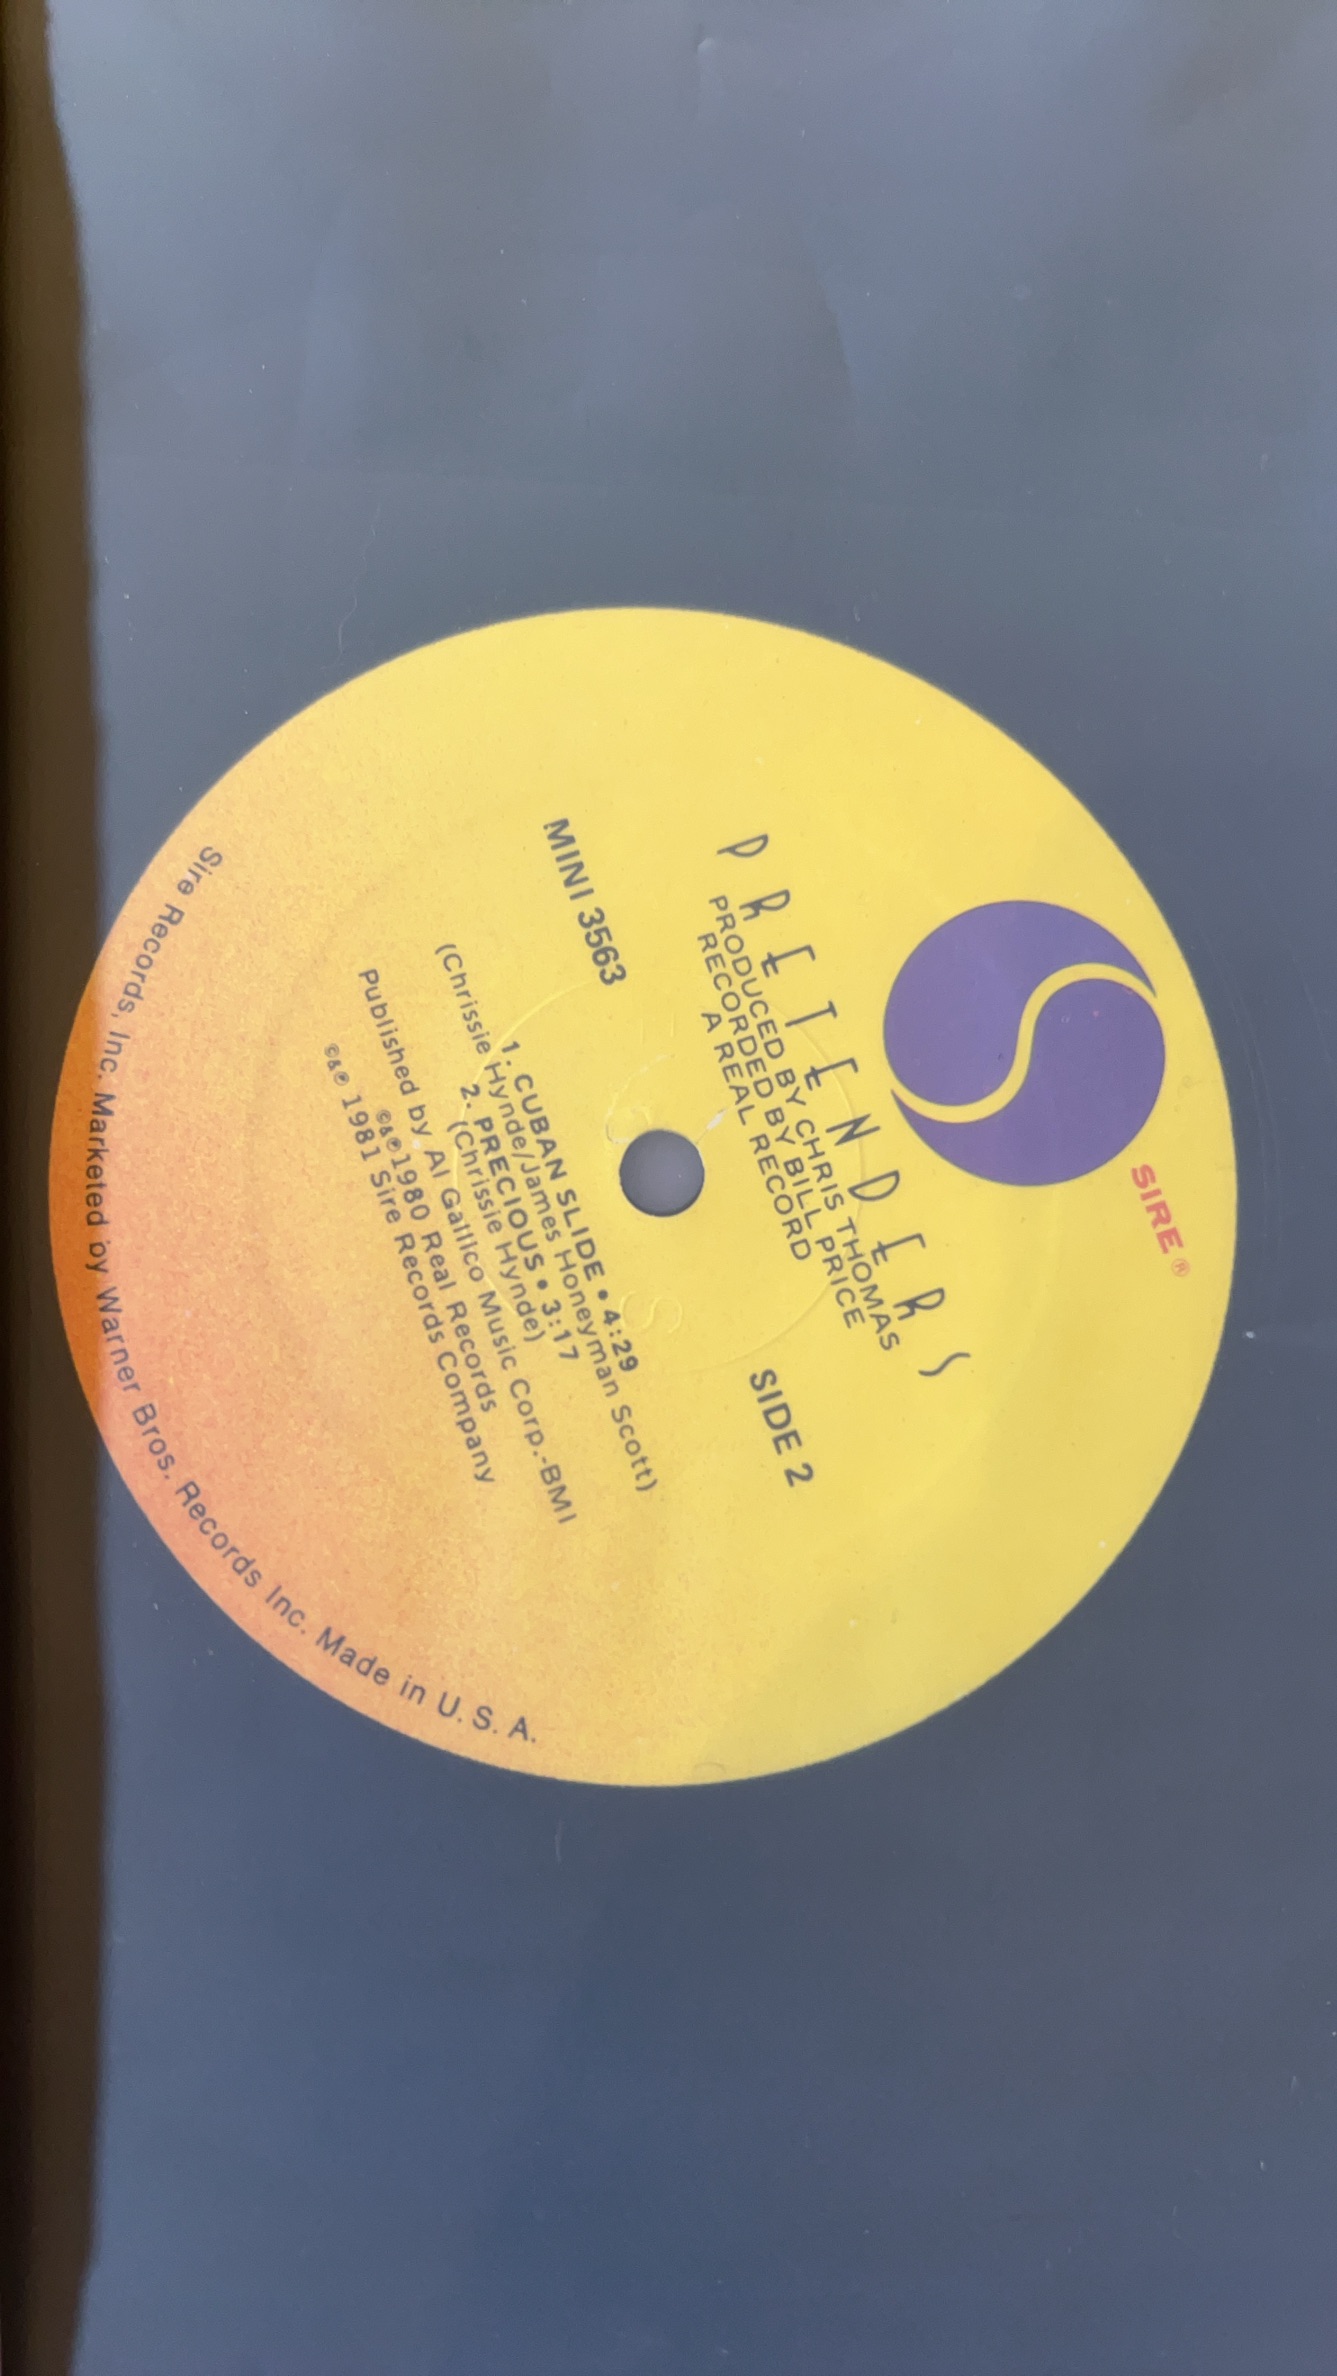 SIRE®
PRETENDERS
PRODUCED BY CHRIS THOMAS
RECORDED BY BILL PRICE
A REAL RECORD
MINI 3563
SIDE 2
1. CUBAN SLIDE • 4:29
(Chrissie Hynde/James Honeyman Scott)
2. PRECIOUS • 3:17
(Chrissie Hynde)
Published by Al Gallico Music Corp.-BMI
©&℗1980 Real Records
©&℗ 1981 Sire Records Company
Sire Records, Inc. Marketed by Warner Bros. Records Inc. Made in U. S. A.